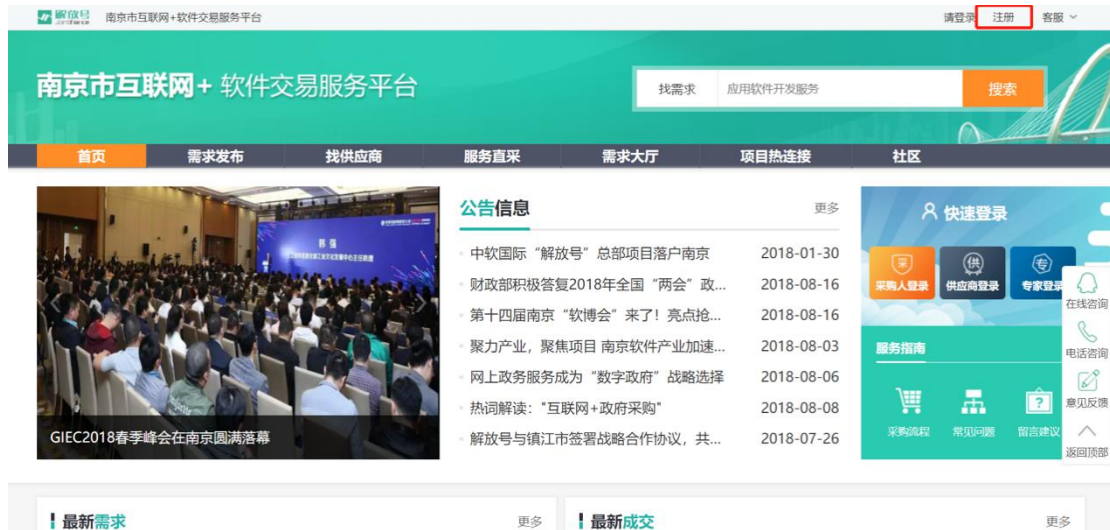 解放号 南京市互联网+软件交易服务平台 请登录 注册 客服
南京市互联网+ 软件交易服务平台
找需求 应用软件开发服务 搜索
首页 需求发布 找供应商 服务直采 需求大厅 项目热连接 社区
韩强
GIEC2018春季峰会在南京圆满落幕
公告信息 更多
中软国际“解放号”总部项目落户南京 2018-01-30
财政部积极答复2018年全国“两会”政... 2018-08-16
第十四届南京“软博会”来了！亮点抢... 2018-08-16
聚力产业，聚焦项目 南京软件产业加速... 2018-08-03
网上政务服务成为“数字政府”战略选择 2018-08-06
热词解读："互联网+政府采购" 2018-08-08
解放号与镇江市签署战略合作协议，共... 2018-07-26
快速登录
采 供 专
采购人登录 供应商登录 专家登录
服务指南
采购流程 常见问题 留言建议
在线咨询
电话咨询
意见反馈
返回顶部
最新需求 更多
最新成交 更多